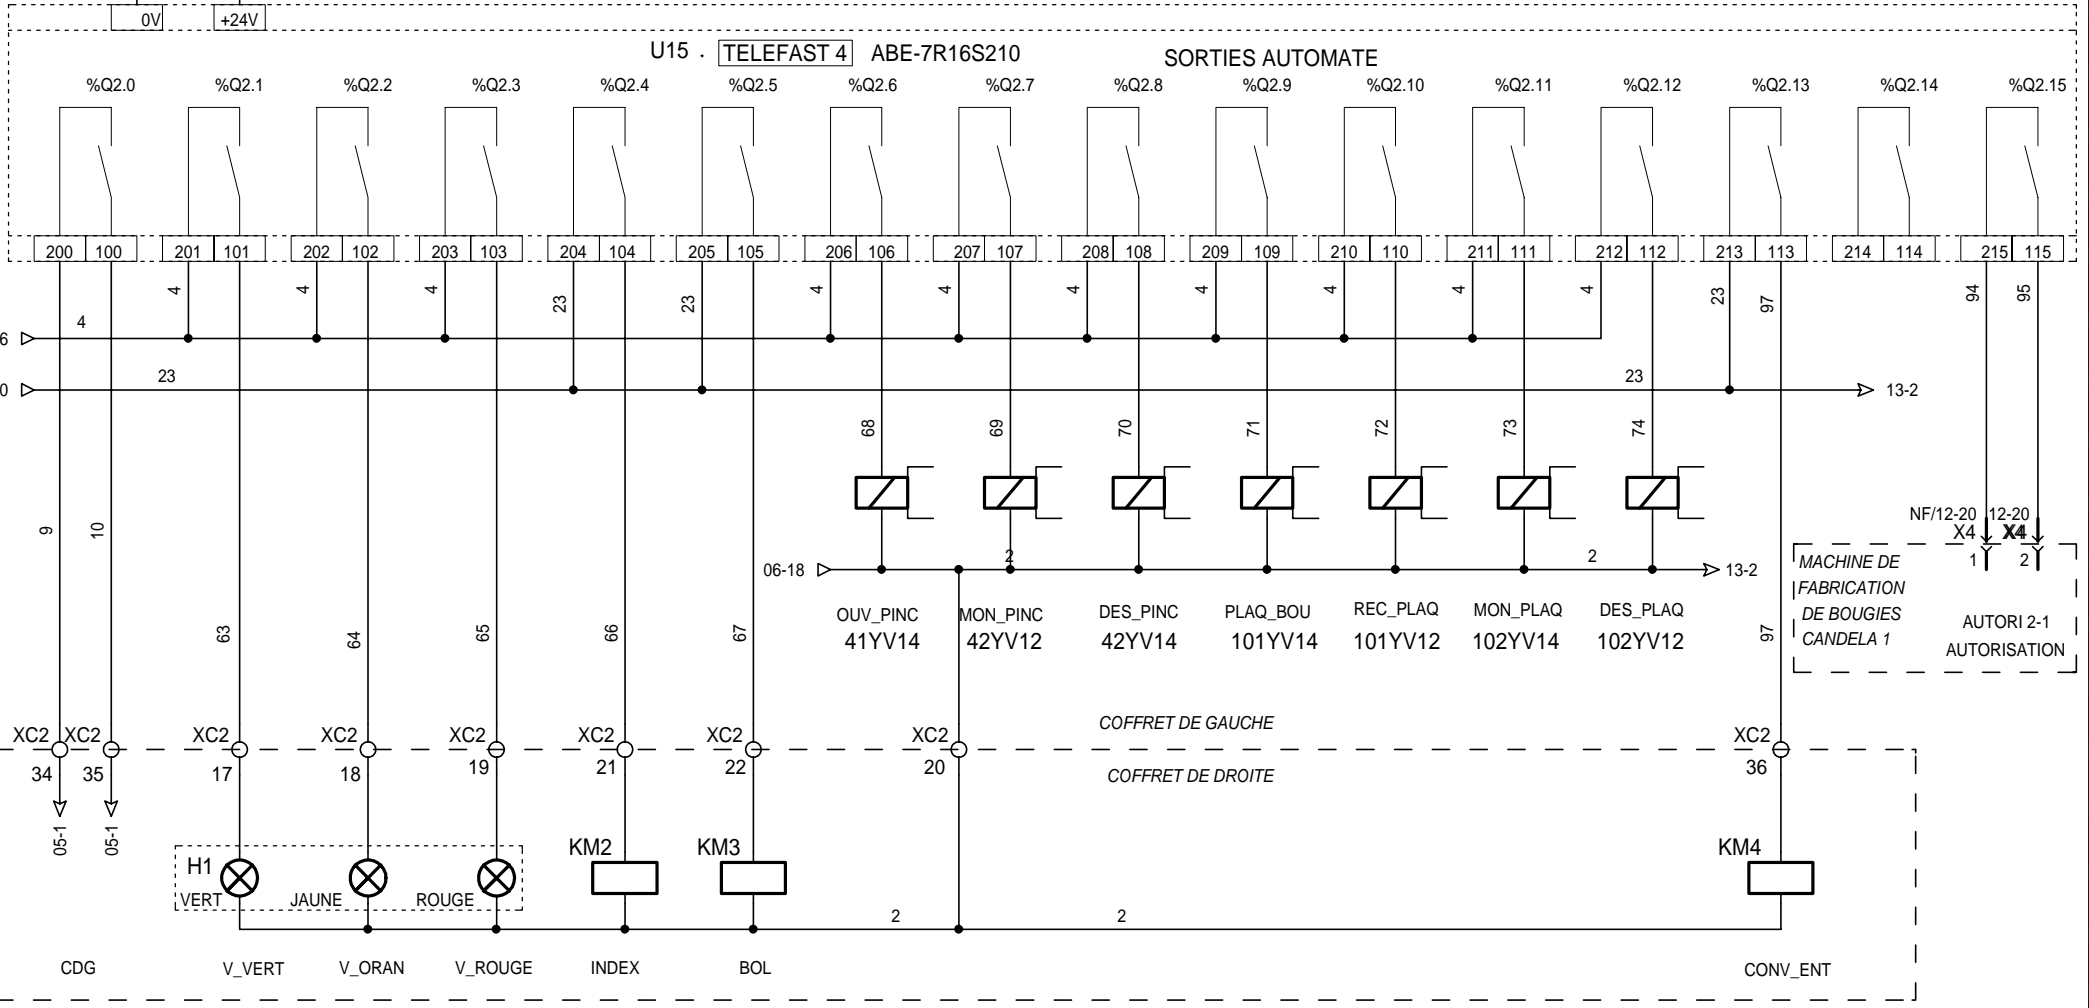 0V +24V
U15 . TELEFAST 4 ABE-7R16S210 SORTIES AUTOMATE
%Q2.0 %Q2.1 %Q2.2 %Q2.3 %Q2.4 %Q2.5 %Q2.6 %Q2.7 %Q2.8 %Q2.9 %Q2.10 %Q2.11 %Q2.12 %Q2.13 %Q2.14 %Q2.15
200 100 201 101 202 102 203 103 204 104 205 105 206 106 207 107 208 108 209 109 210 110 211 111 212 112 213 113 214 114 215 115
4 4 4 23 23 4 4 4 4 4 4 4 23 97 94 95
6 4
0 23 23 13-2
68 69 70 71 72 73 74
9 10
NF/12-20 12-20
X4 X4
1 2
06-18 2 2 13-2
MACHINE DE
FABRICATION
DE BOUGIES
CANDELA 1
AUTORI 2-1
AUTORISATION
OUV_PINC MON_PINC DES_PINC PLAQ_BOU REC_PLAQ MON_PLAQ DES_PLAQ
41YV14 42YV12 42YV14 101YV14 101YV12 102YV14 102YV12
63 64 65 66 67 97
COFFRET DE GAUCHE
XC2 XC2 XC2 XC2 XC2 XC2 XC2 XC2 XC2
34 35 17 18 19 21 22 20 36
COFFRET DE DROITE
05-1 05-1
H1 KM2 KM3 KM4
VERT JAUNE ROUGE
2 2
CDG V_VERT V_ORAN V_ROUGE INDEX BOL CONV_ENT